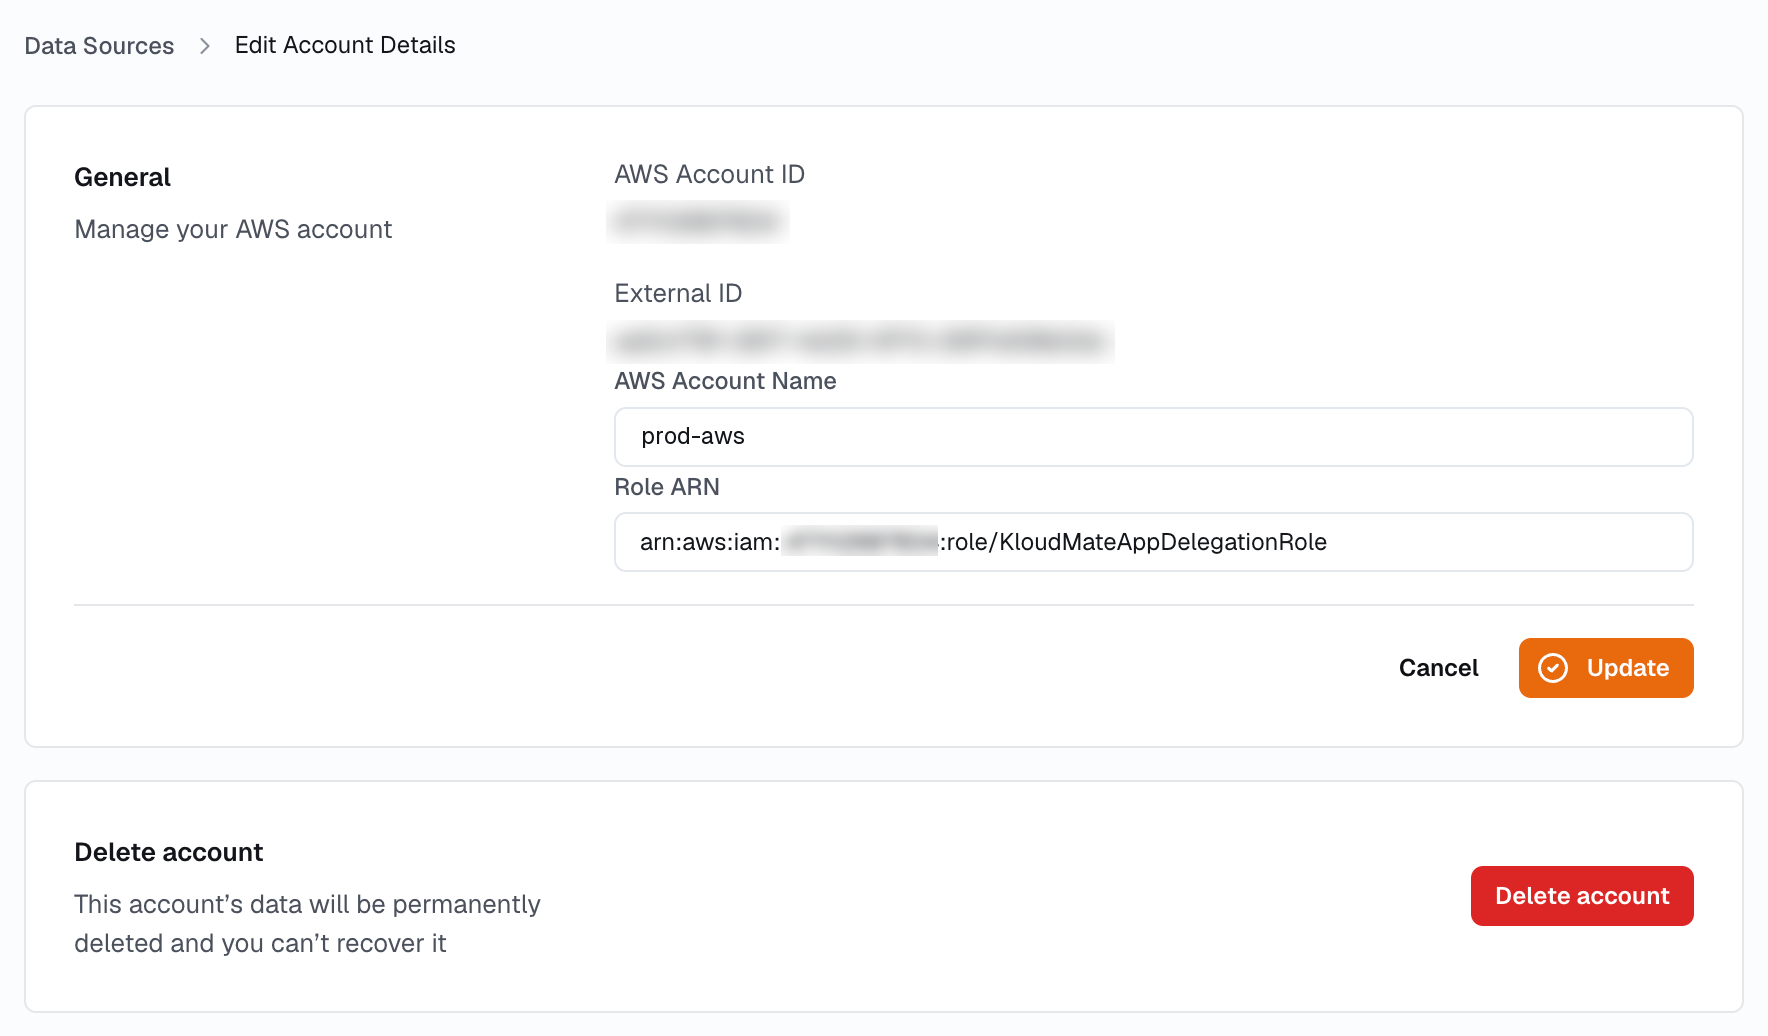 Data Sources > Edit Account Details
General
Manage your AWS account
AWS Account ID
External ID
AWS Account Name
prod-aws
Role ARN
arn:aws:iam: :role/KloudMateAppDelegationRole
Cancel
Update
Delete account
This account’s data will be permanently
deleted and you can’t recover it
Delete account